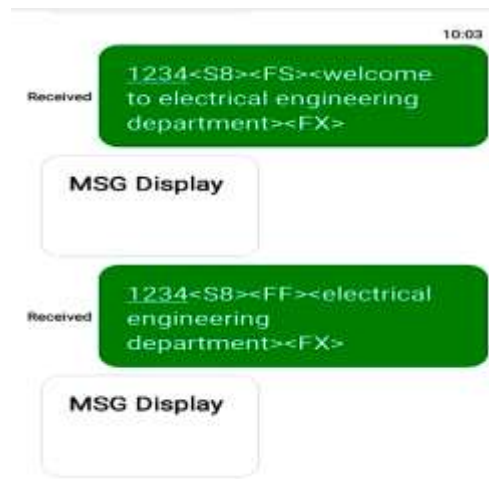 10:03
1234<S8><FS><welcome
Received
to electrical engineering
department><FX>
MSG Display
1234<S8><FF><electrical
Received
engineering
department><FX>
MSG Display